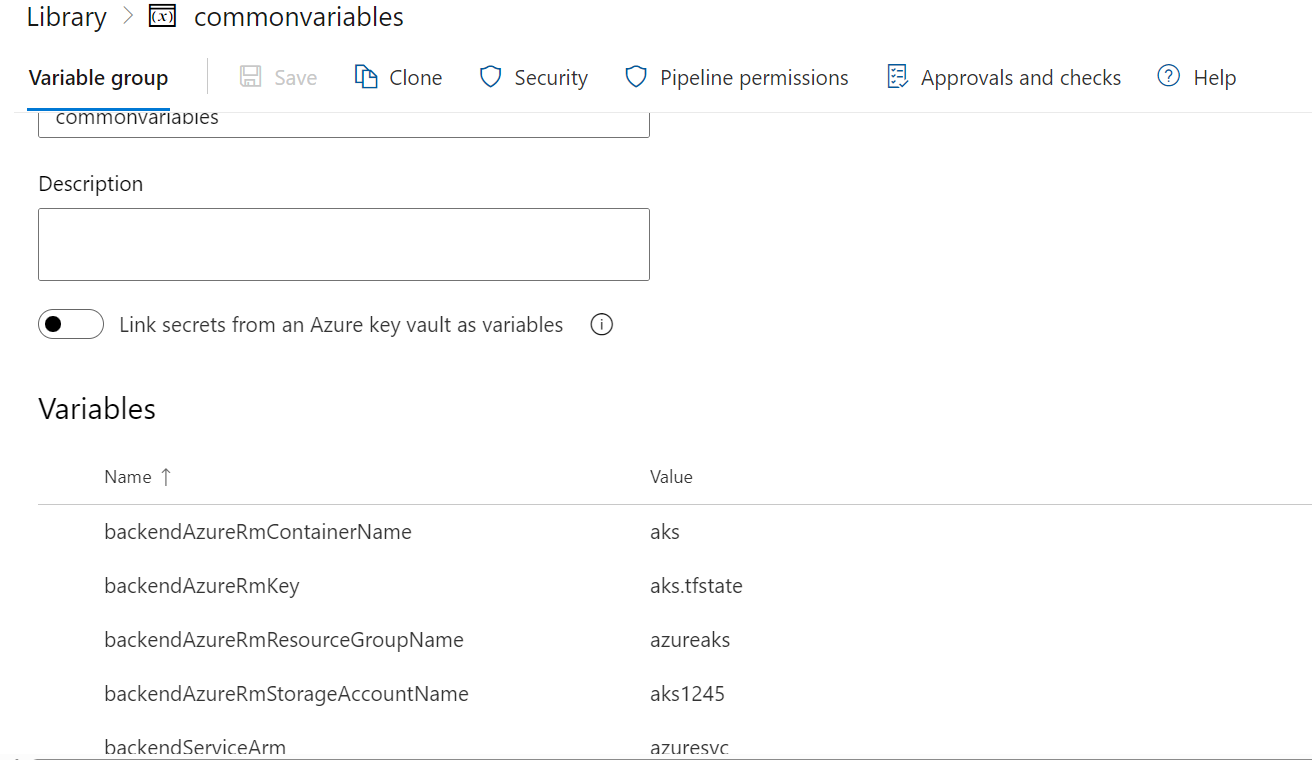 Library > (x) commonvariables
Variable group Save Clone Security Pipeline permissions Approvals and checks ? Help
commonvariables
Description
Link secrets from an Azure key vault as variables i
Variables
Name ↑ Value
backendAzureRmContainerName aks
backendAzureRmKey aks.tfstate
backendAzureRmResourceGroupName azureaks
backendAzureRmStorageAccountName aks1245
backendServiceArm azuresvc